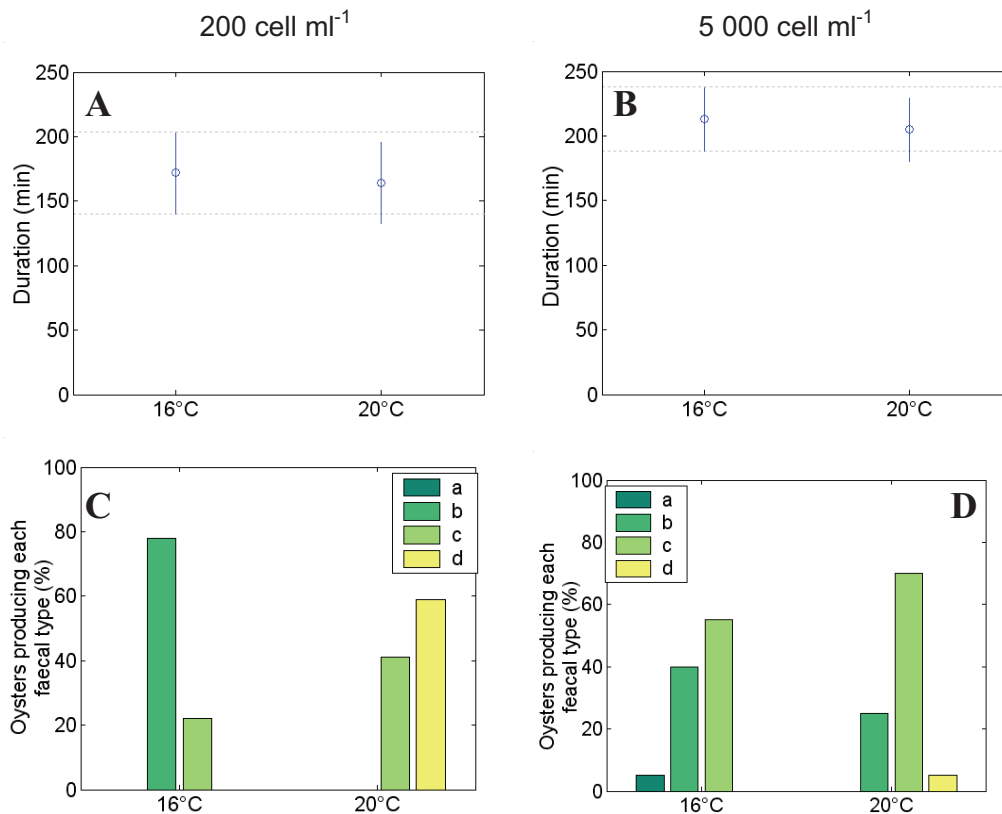 200 cell ml⁻¹
5 000 cell ml⁻¹
A
Duration (min)
250
200
150
100
50
0
16°C
20°C
B
Duration (min)
250
200
150
100
50
0
16°C
20°C
C
Oysters producing each
faecal type (%)
100
80
60
40
20
0
16°C
20°C
a
b
c
d
D
Oysters producing each
feacal type (%)
100
80
60
40
20
0
16°C
20°C
a
b
c
d